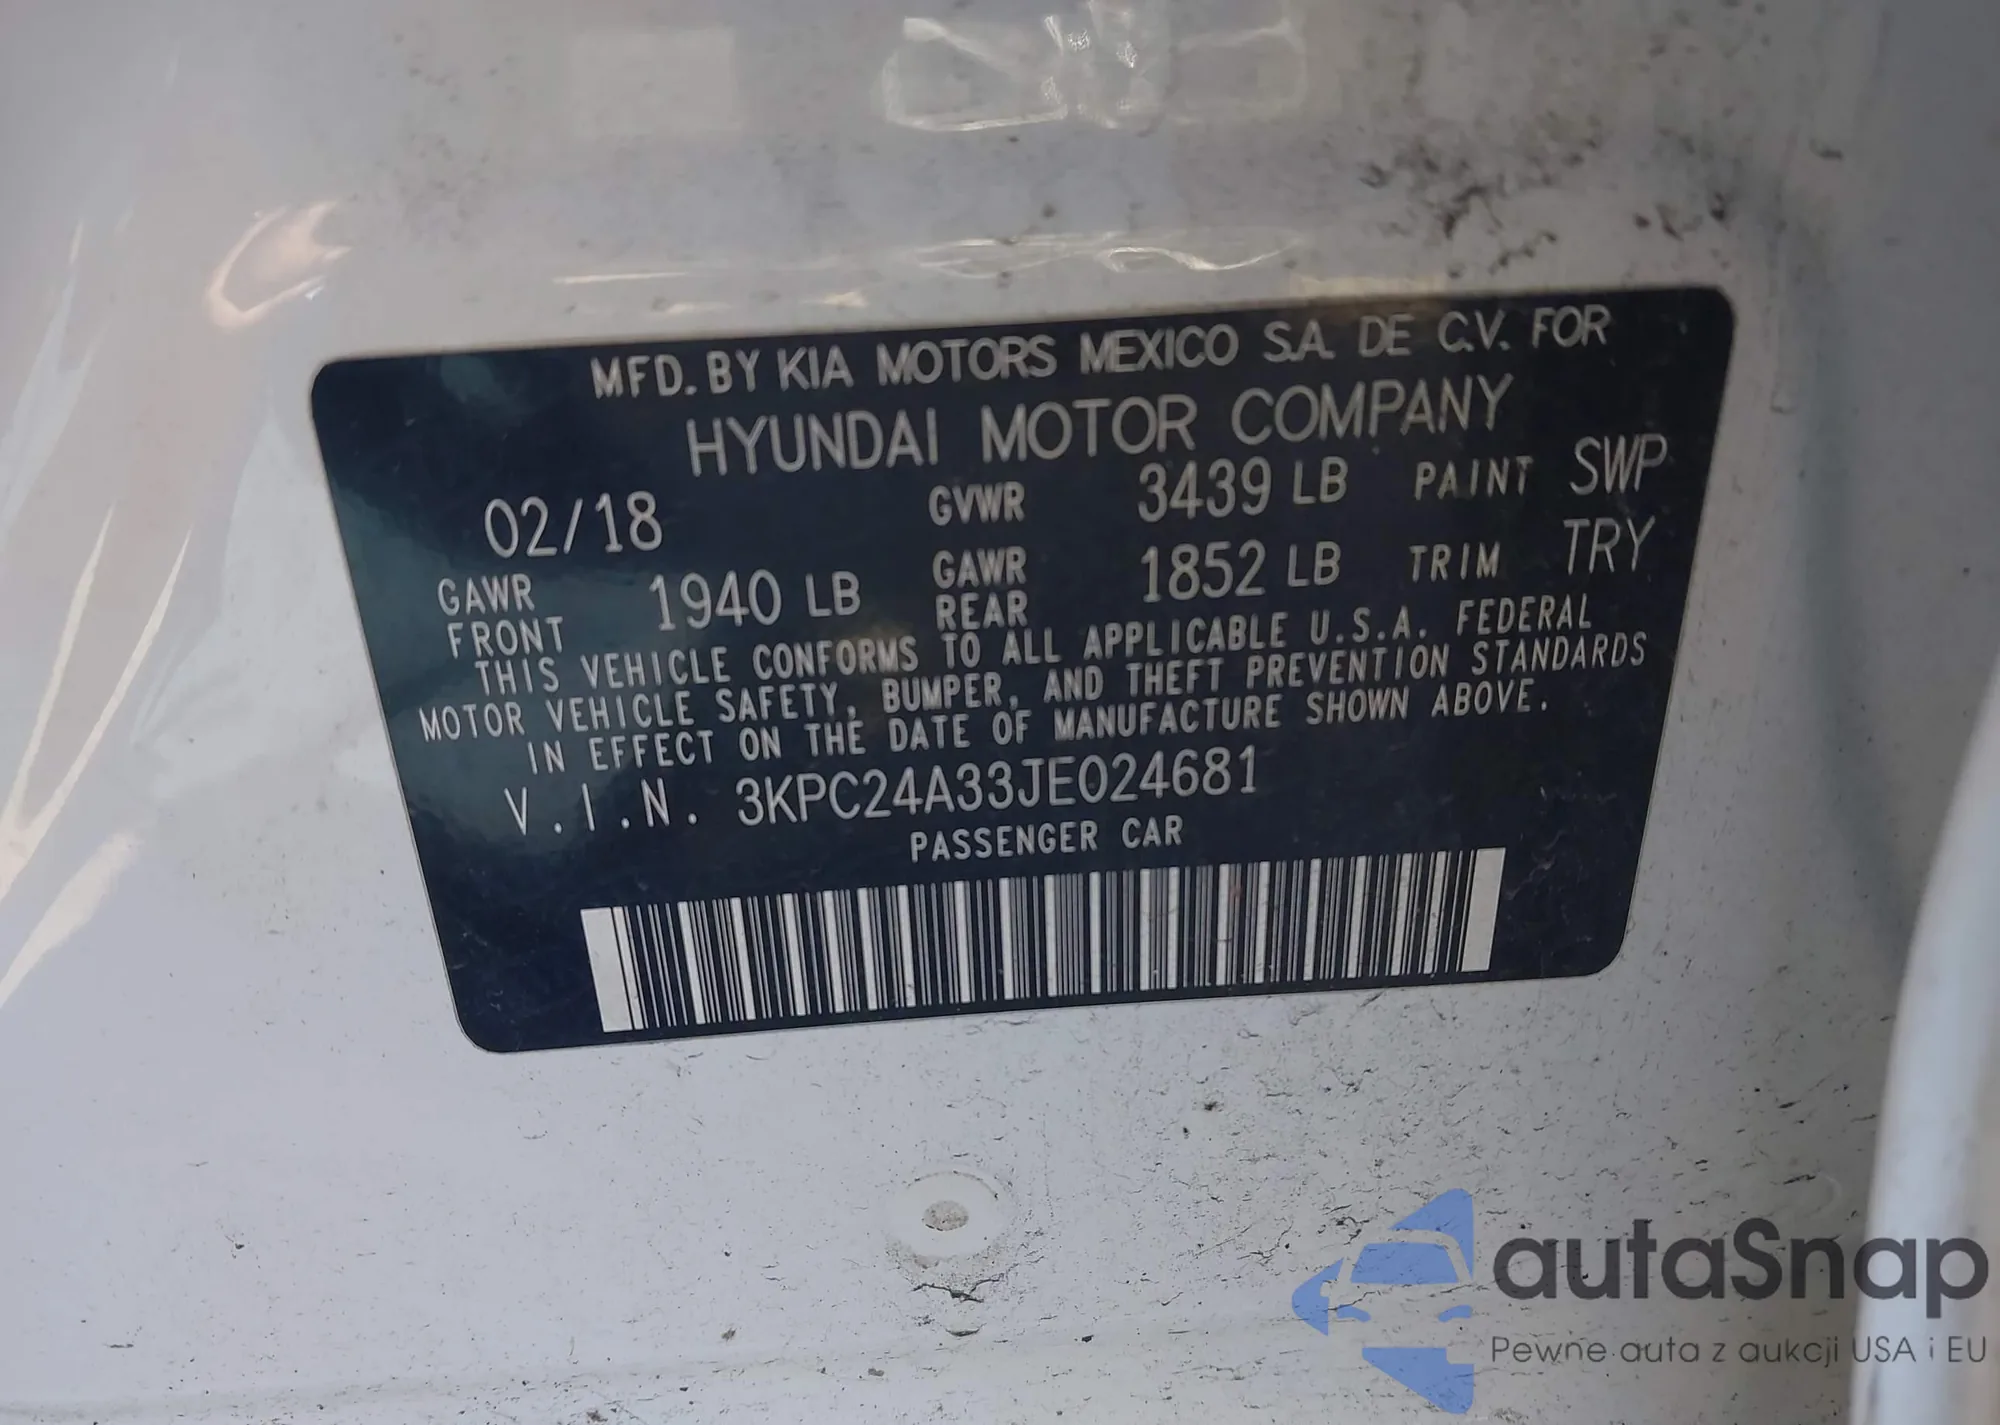 MFD. BY KIA MOTORS MEXICO S.A. DE C.V. FOR
HYUNDAI MOTOR COMPANY
02/18 GVWR 3439 LB PAINT SWP
GAWR FRONT 1940 LB GAWR REAR 1852 LB TRIM TRY
THIS VEHICLE CONFORMS TO ALL APPLICABLE U.S.A. FEDERAL
MOTOR VEHICLE SAFETY, BUMPER, AND THEFT PREVENTION STANDARDS
IN EFFECT ON THE DATE OF MANUFACTURE SHOWN ABOVE.
V.I.N. 3KPC24A33JE024681
PASSENGER CAR
autaSnap
Pewne auta z aukcji USA i EU